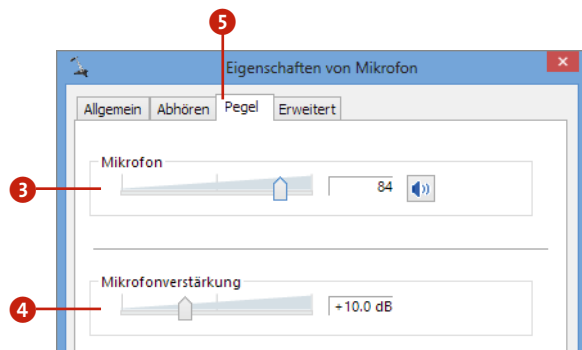 5
Eigenschaften von Mikrofon
Allgemein Abhören Pegel Erweitert
Mikrofon
3
84
Mikrofonverstärkung
4
+10.0 dB